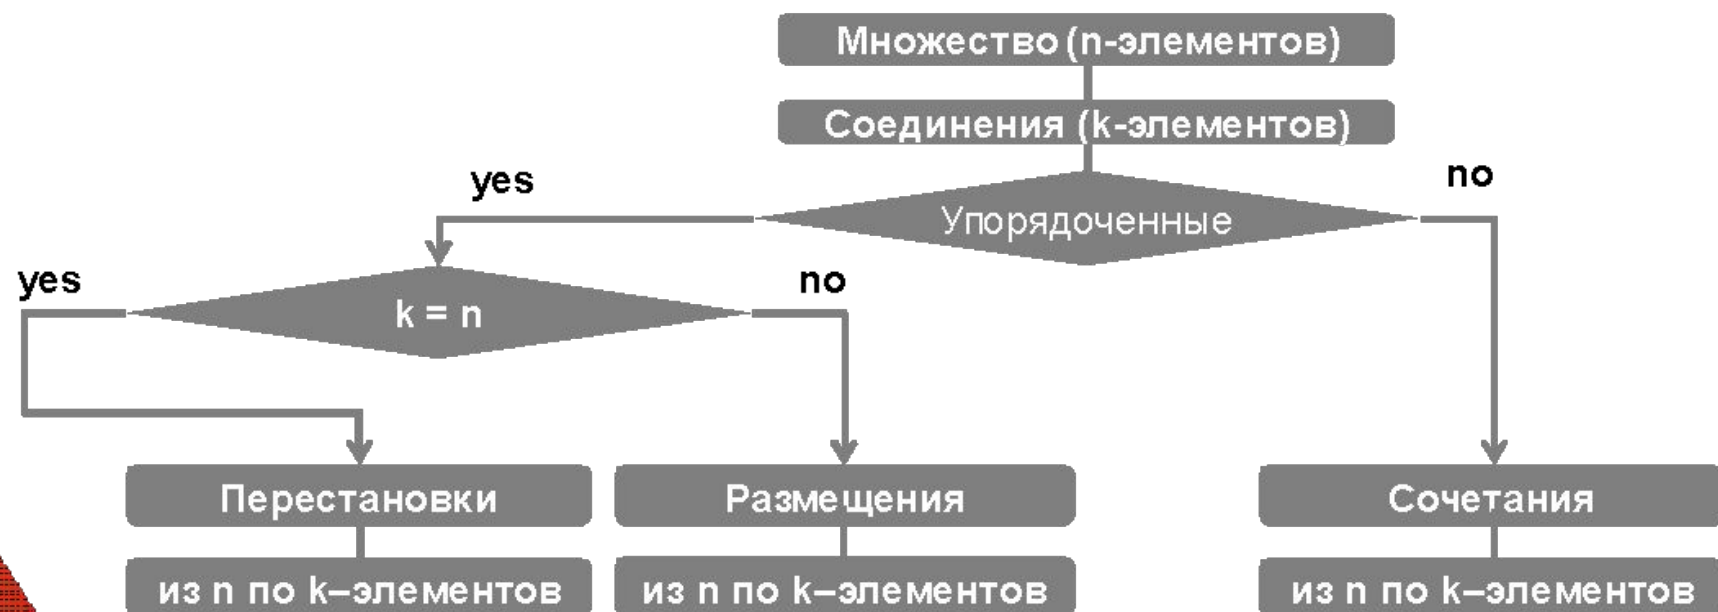 Множество (n-элементов)
Соединения (k-элементов)
yes
no
Упорядоченные
yes
no
k = n
Перестановки
Размещения
Сочетания
из n по k–элементов
из n по k–элементов
из n по k–элементов